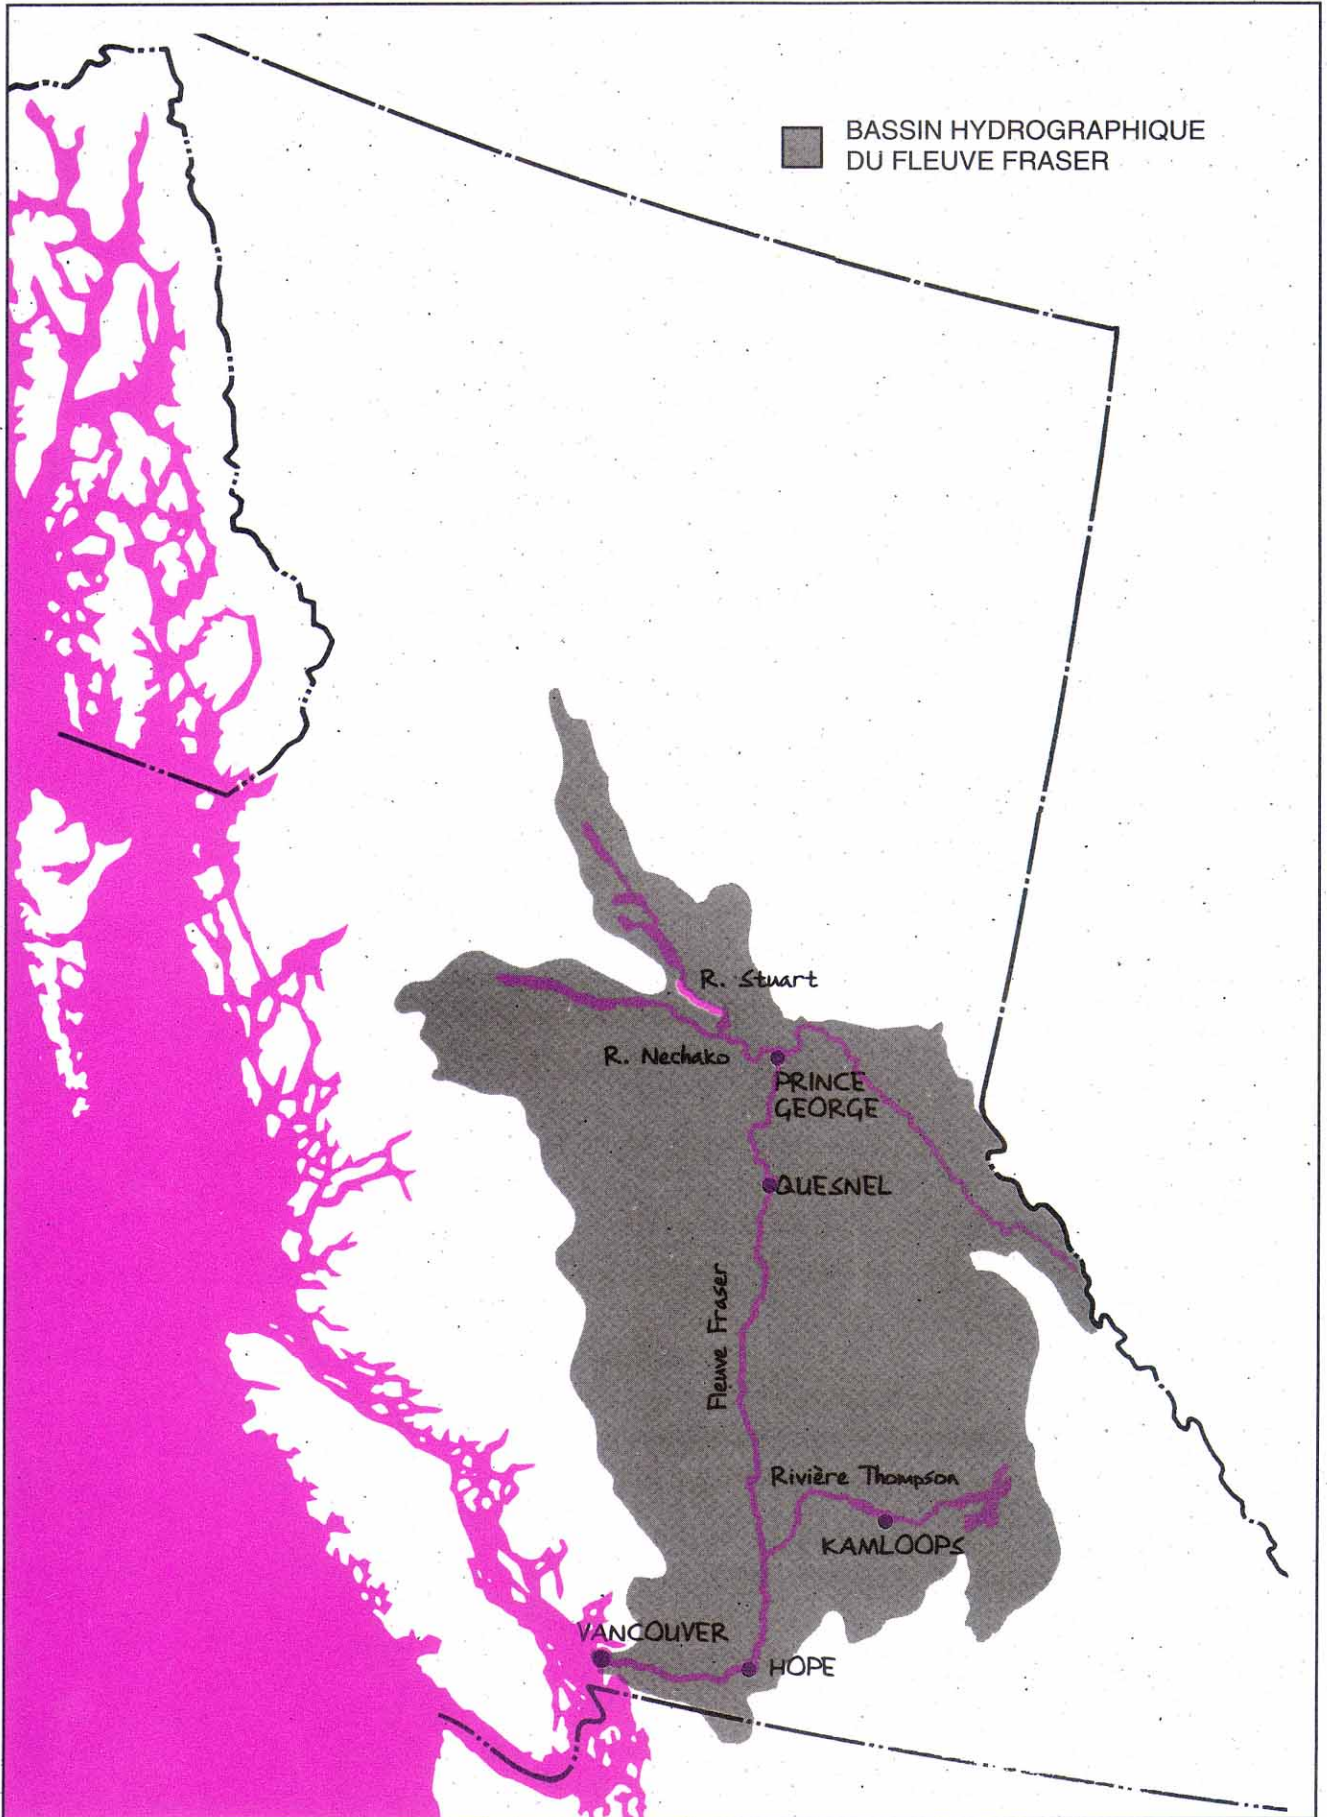 BASSIN HYDROGRAPHIQUE
DU FLEUVE FRASER
R. Stuart
R. Nechako
PRINCE
GEORGE
QUESNEL
Fleuve Fraser
Rivière Thompson
KAMLOOPS
VANCOUVER
HOPE